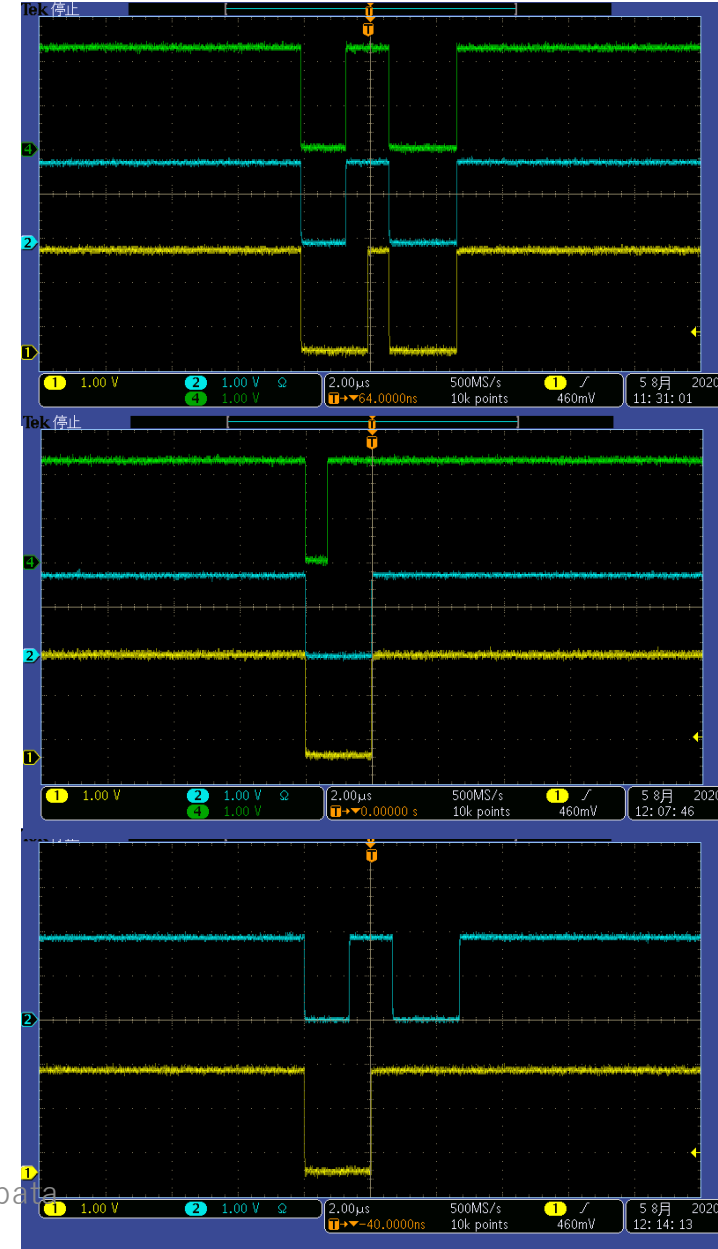 Tek 停止
T
T
4
2
1
1 1.00 V 2 1.00 V Ω 2.00μs 500MS/s 1 5 8月 2020
4 1.00 V T→▼64.0000ns 10k points 460mV 11:31:01
Tek 停止
T
T
4
2
1
1 1.00 V 2 1.00 V Ω 2.00μs 500MS/s 1 5 8月 2020
4 1.00 V T→▼0.00000 s 10k points 460mV 12:07:46
T
2
1
1 1.00 V 2 1.00 V Ω 2.00μs 500MS/s 1 5 8月 2020
T→▼-40.0000ns 10k points 460mV 12:14:13